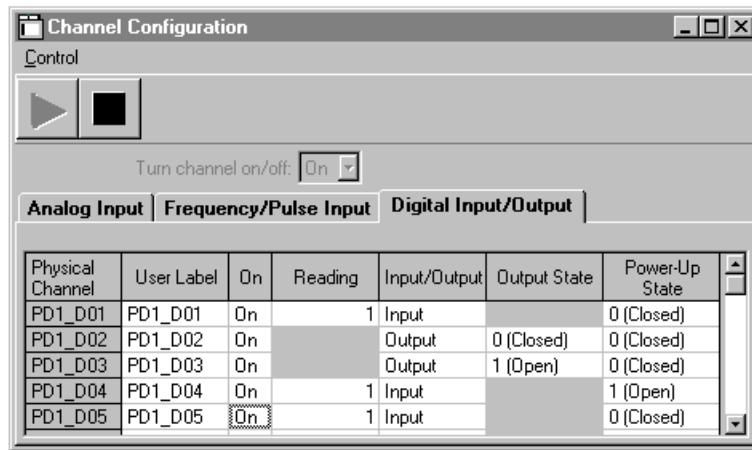 Channel Configuration
Control
Turn channel on/off: On
Analog Input Frequency/Pulse Input Digital Input/Output
Physical Channel User Label On Reading Input/Output Output State Power-Up State
PD1_D01 PD1_D01 On 1 Input 0 (Closed)
PD1_D02 PD1_D02 On Output 0 (Closed) 0 (Closed)
PD1_D03 PD1_D03 On Output 1 (Open) 0 (Closed)
PD1_D04 PD1_D04 On 1 Input 1 (Open)
PD1_D05 PD1_D05 On 1 Input 0 (Closed)